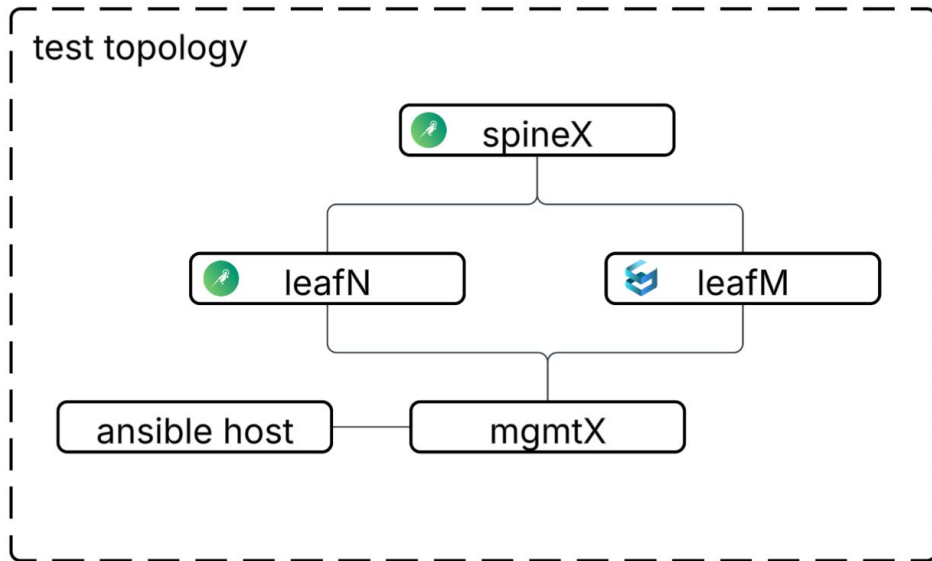 test topology
spineX
leafN
leafM
ansible host
mgmtX